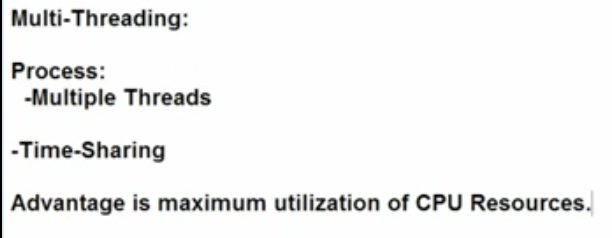 Multi-Threading:
Process:
-Multiple Threads
-Time-Sharing
Advantage is maximum utilization of CPU Resources.